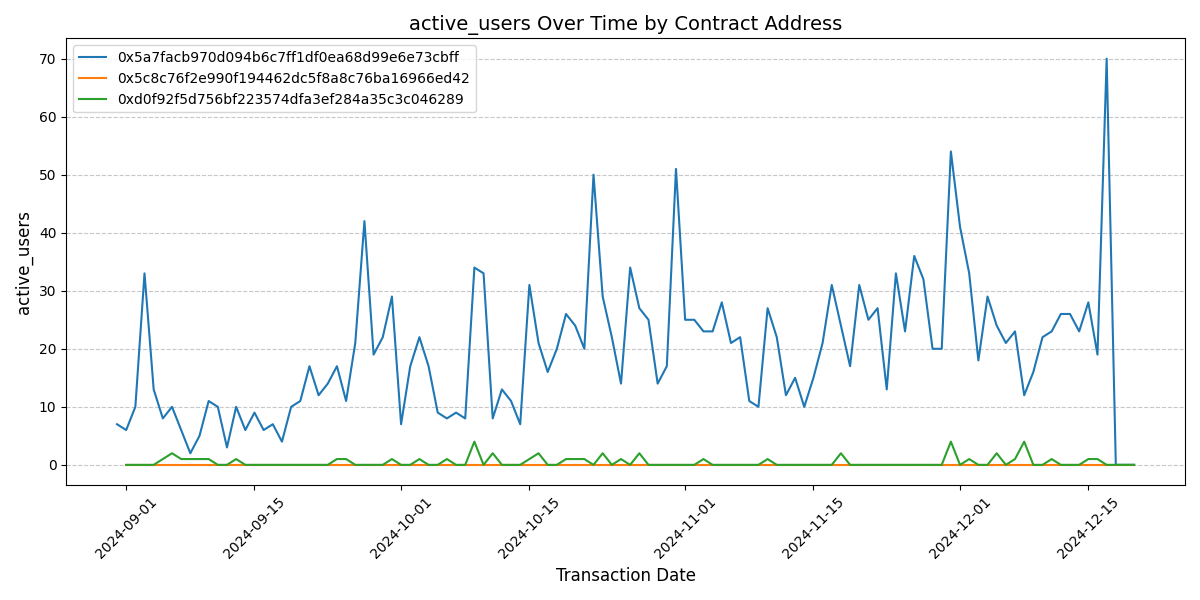 active_users Over Time by Contract Address
0x5a7facb970d094b6c7ff1df0ea68d99e6e73cbff
0x5c8c76f2e990f194462dc5f8a8c76ba16966ed42
0xd0f92f5d756bf223574dfa3ef284a35c3c046289
active_users
70
60
50
40
30
20
10
0
2024-09-01
2024-09-15
2024-10-01
2024-10-15
2024-11-01
2024-11-15
2024-12-01
2024-12-15
Transaction Date